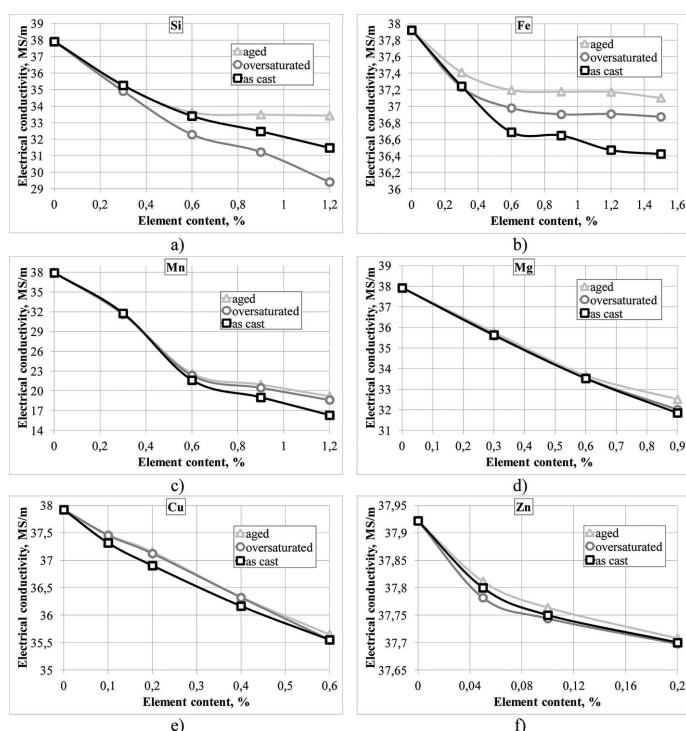 Si
Electrical conductivity, MS/m
39
38
37
36
35
34
33
32
31
30
29
aged
oversaturated
as cast
0
0,2
0,4
0,6
0,8
1
1,2
Element content, %
a)
Fe
Electrical conductivity, MS/m
38
37,8
37,6
37,4
37,2
37
36,8
36,6
36,4
36,2
36
aged
oversaturated
as cast
0
0,2
0,4
0,6
0,8
1
1,2
1,4
1,6
Element content, %
b)
Mn
Electrical conductivity, MS/m
38
35
32
29
26
23
20
17
14
aged
oversaturated
as cast
0
0,2
0,4
0,6
0,8
1
1,2
Element content, %
c)
Mg
Electrical conductivity, MS/m
39
38
37
36
35
34
33
32
31
aged
oversaturated
as cast
0
0,1
0,2
0,3
0,4
0,5
0,6
0,7
0,8
0,9
Element content, %
d)
Cu
Electrical conductivity, MS/m
38
37,5
37
36,5
36
35,5
35
aged
oversaturated
as cast
0
0,1
0,2
0,3
0,4
0,5
0,6
Element content, %
e)
Zn
Electrical conductivity, MS/m
37,95
37,9
37,85
37,8
37,75
37,7
37,65
aged
oversaturated
as cast
0
0,04
0,08
0,12
0,16
0,2
Element content, %
f)